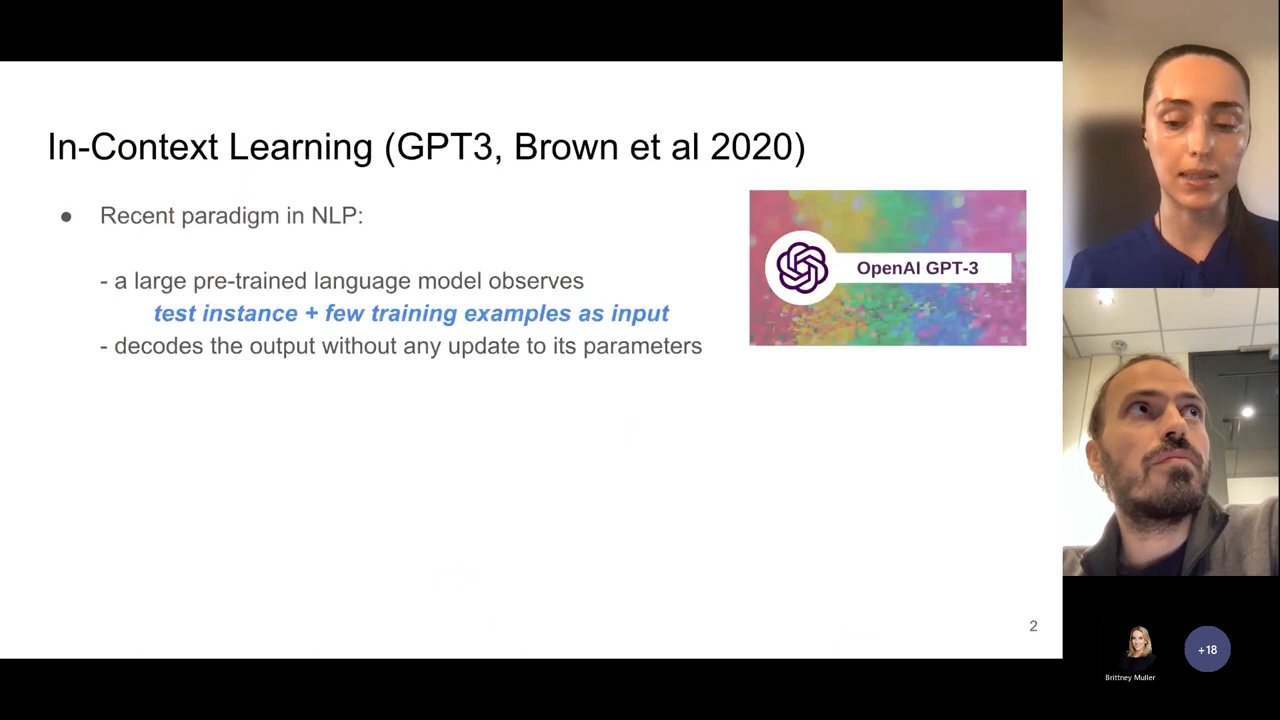 In-Context Learning (GPT3, Brown et al 2020)
● Recent paradigm in NLP:
- a large pre-trained language model observes
test instance + few training examples as input
- decodes the output without any update to its parameters
OpenAI GPT-3
2
+18
Brittney Muller